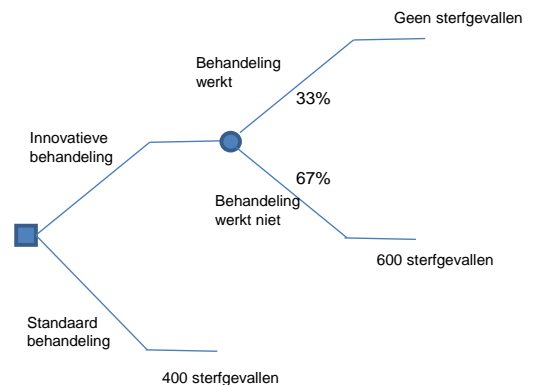 Geen sterfgevallen
Behandeling
werkt
33%
Innovatieve
behandeling
67%
Behandeling
werkt niet
600 sterfgevallen
Standaard
behandeling
400 sterfgevallen